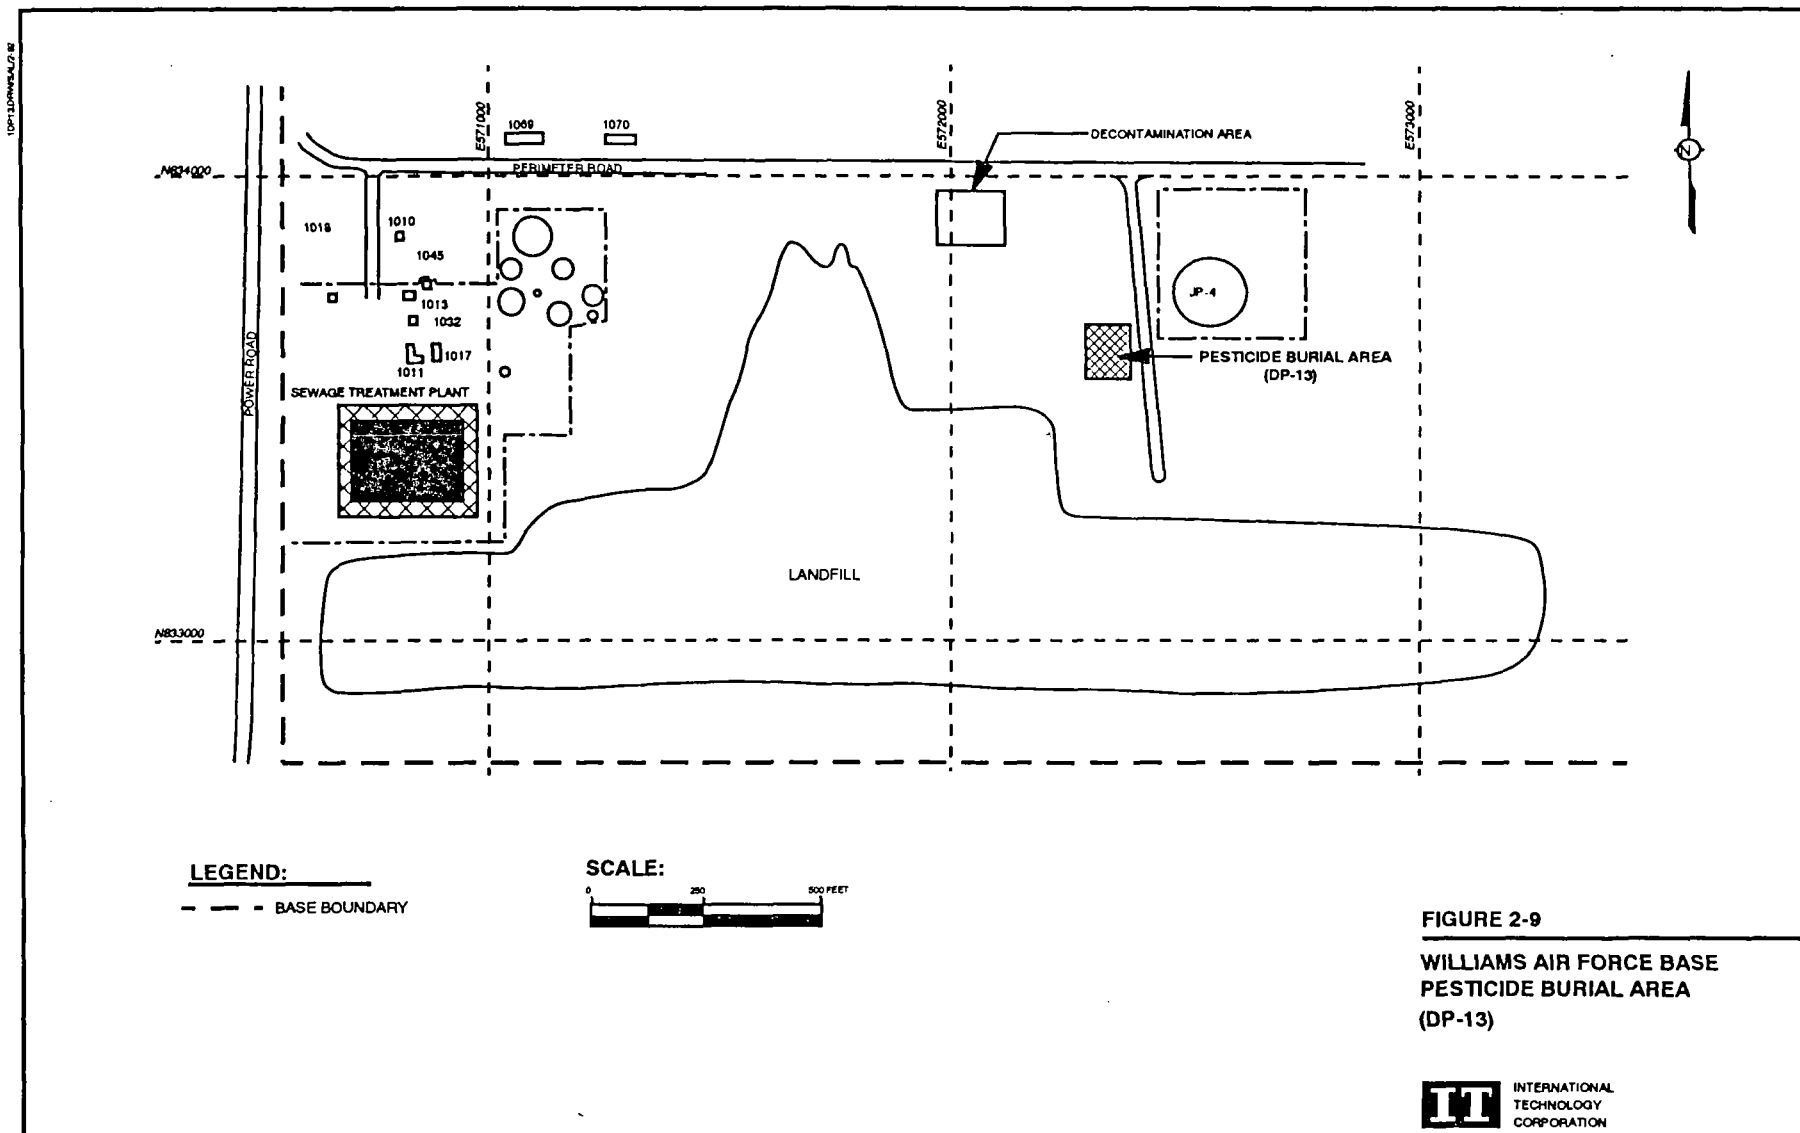 E571000
E572000
E573000
1069
1070
DECONTAMINATION AREA
N834000
PERIMETER ROAD
1018
1010
1045
1013
1032
1017
1011
JP-4
PESTICIDE BURIAL AREA
(DP-13)
POWER ROAD
SEWAGE TREATMENT PLANT
LANDFILL
N833000
N
LEGEND:
BASE BOUNDARY
SCALE:
0 250 500 FEET
FIGURE 2-9
WILLIAMS AIR FORCE BASE
PESTICIDE BURIAL AREA
(DP-13)
IT
INTERNATIONAL
TECHNOLOGY
CORPORATION